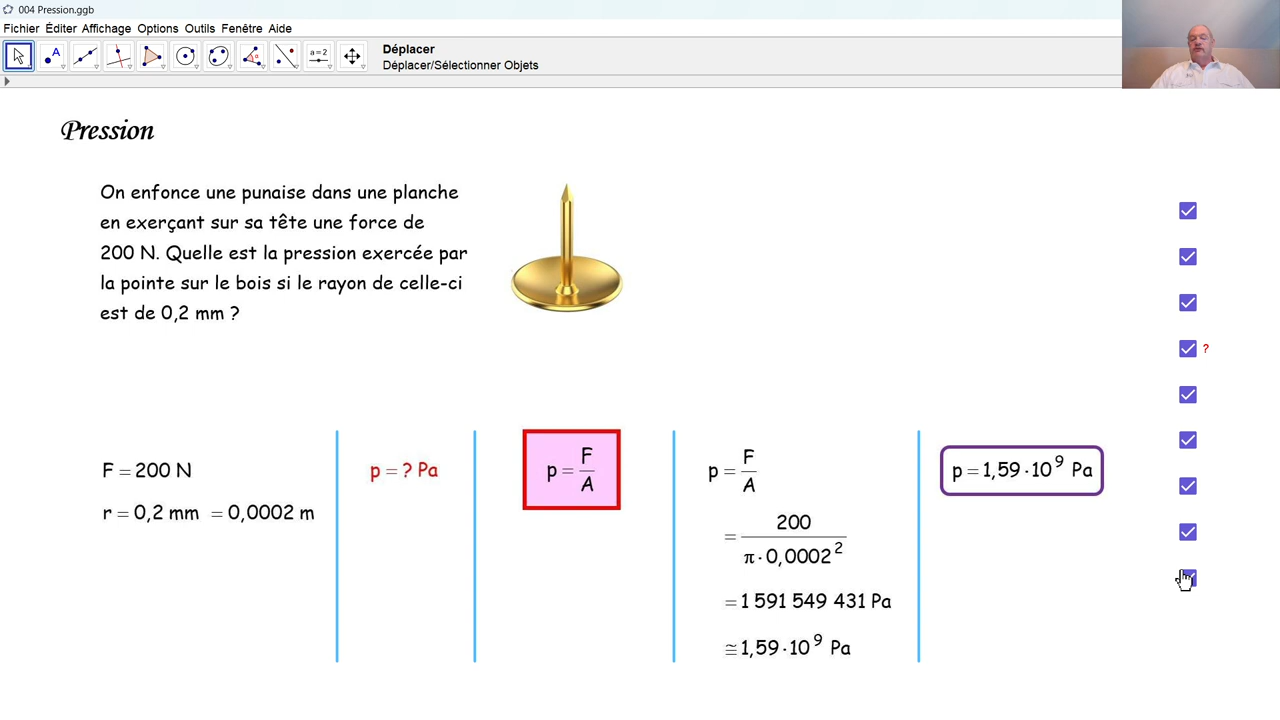 004 Pression.ggb
Fichier Éditer Affichage Options Outils Fenêtre Aide
A
a=2
Déplacer
Déplacer/Sélectionner Objets
Pression
On enfonce une punaise dans une planche
en exerçant sur sa tête une force de
200 N. Quelle est la pression exercée par
la pointe sur le bois si le rayon de celle-ci
est de 0,2 mm ?
?
F = 200 N
r = 0,2 mm = 0,0002 m
p = ? Pa
p = F/A
p = F/A
= 200/(π·0,0002²)
= 1 591 549 431 Pa
≅ 1,59·10⁹ Pa
p = 1,59·10⁹ Pa